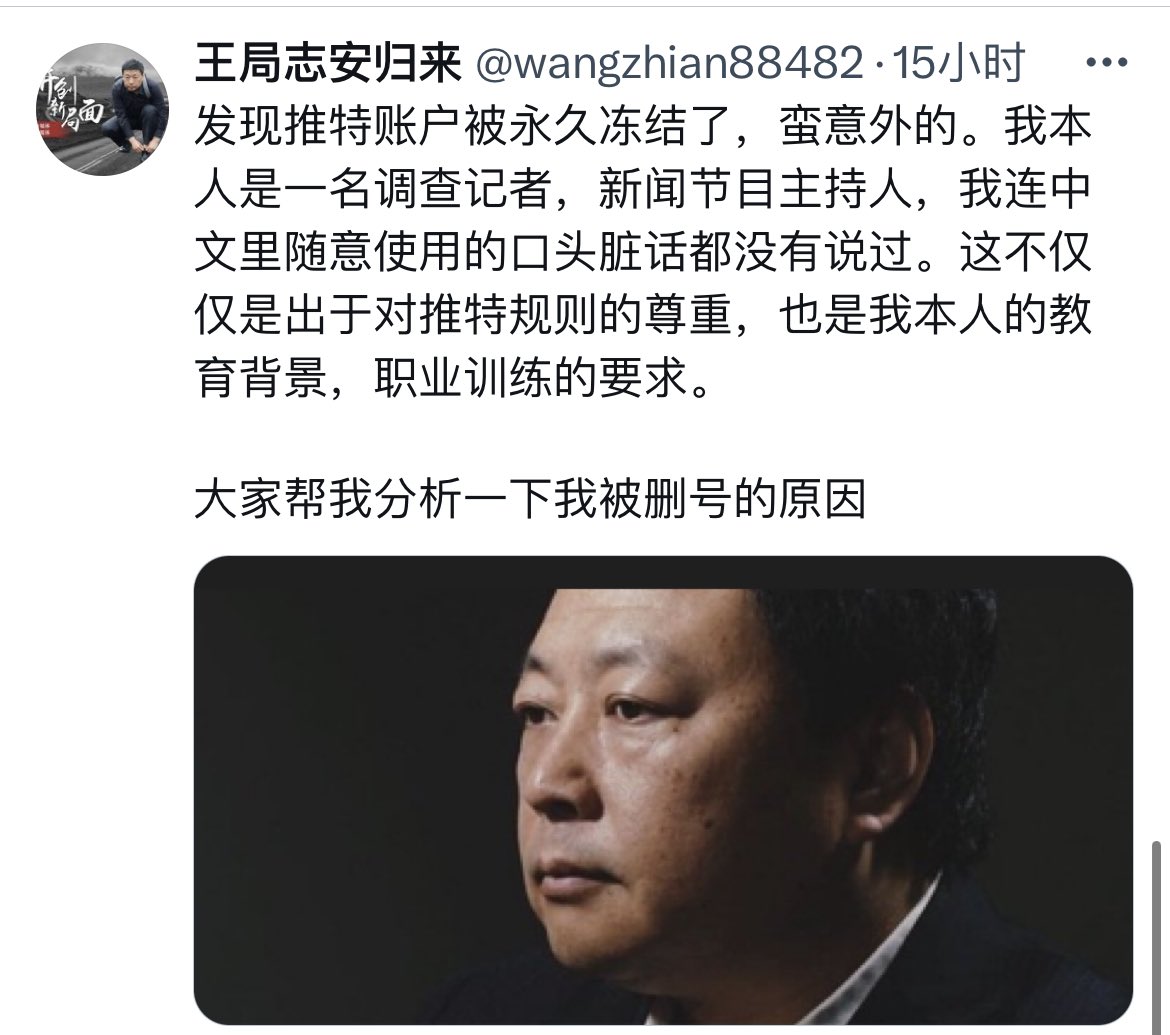 王局志安归来 @wangzhian88482 · 15小时 •••
发现推特账户被永久冻结了，蛮意外的。我本
人是一名调查记者，新闻节目主持人，我连中
文里随意使用的口头脏话都没有说过。这不仅
仅是出于对推特规则的尊重，也是我本人的教
育背景，职业训练的要求。
大家帮我分析一下我被删号的原因
开创
新局面